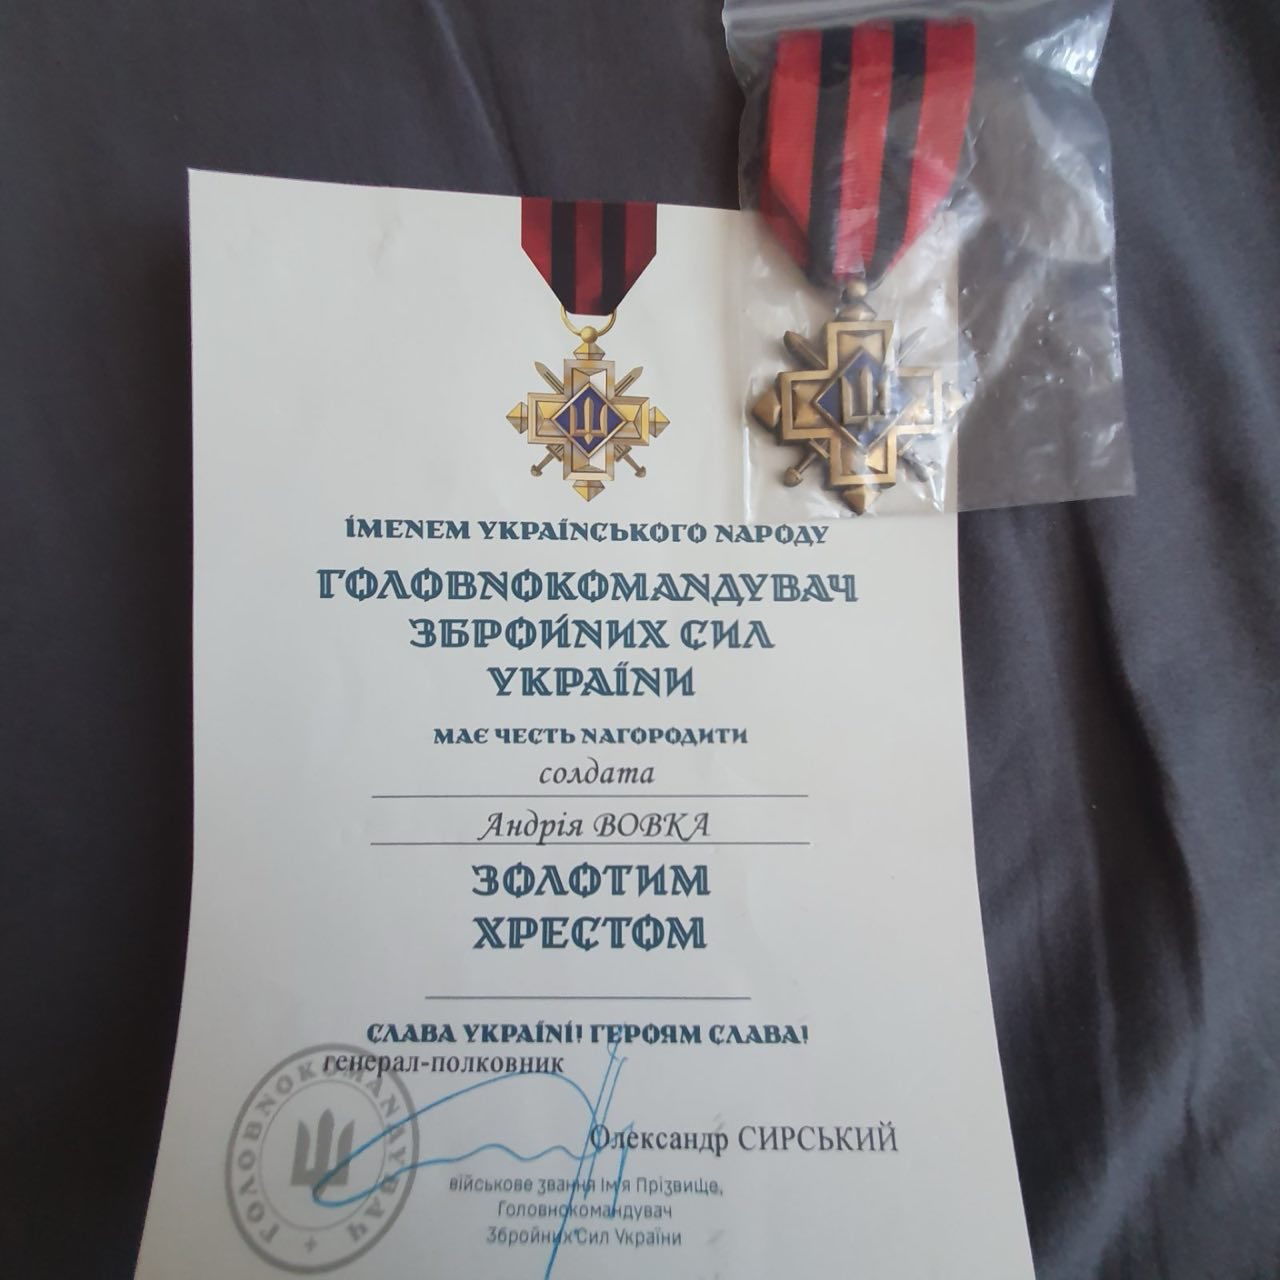 ІМЕНЕМ УКРАЇНСЬКОГО НАРОДУ
ГОЛОВНОКОМАНДУВАЧ
ЗБРОЙНИХ СИЛ
УКРАЇНИ
МАЄ ЧЕСТЬ НАГОРОДИТИ
солдата
Андрія ВОВКА
ЗОЛОТИМ
ХРЕСТОМ
СЛАВА УКРАЇНІ! ГЕРОЯМ СЛАВА!
генерал-полковник
Олександр СИРСЬКИЙ
військове звання Ім'я Прізвище,
Головнокомандувач
Збройних Сил України
ГОЛОВНОКОМАНДУВАЧ